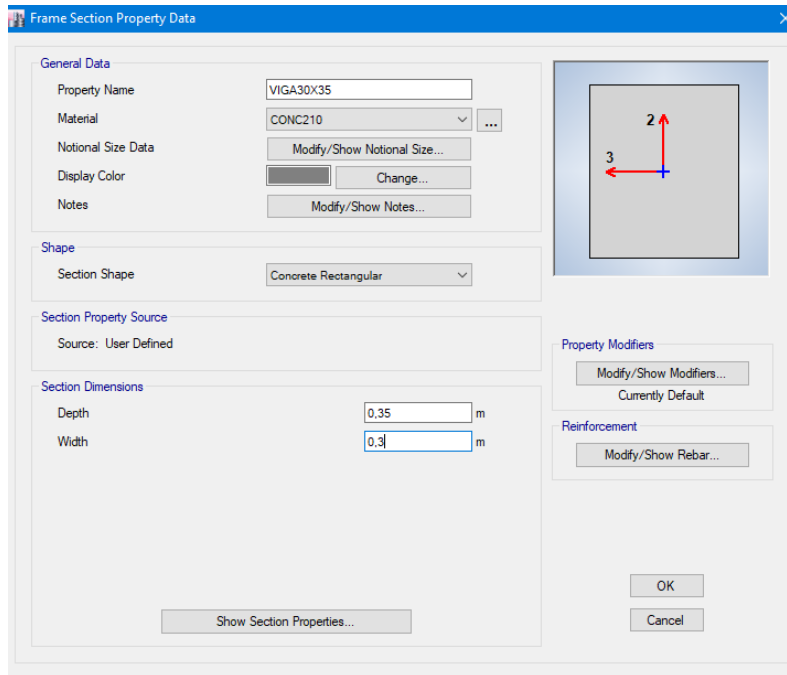 Frame Section Property Data
General Data
Property Name VIGA30X35
Material CONC210 ...
Notional Size Data Modify/Show Notional Size...
Display Color Change...
Notes Modify/Show Notes...
Shape
Section Shape Concrete Rectangular
Section Property Source
Source: User Defined
Section Dimensions
Depth 0,35 m
Width 0,3 m
Show Section Properties...
2
3
Property Modifiers
Modify/Show Modifiers...
Currently Default
Reinforcement
Modify/Show Rebar...
OK
Cancel